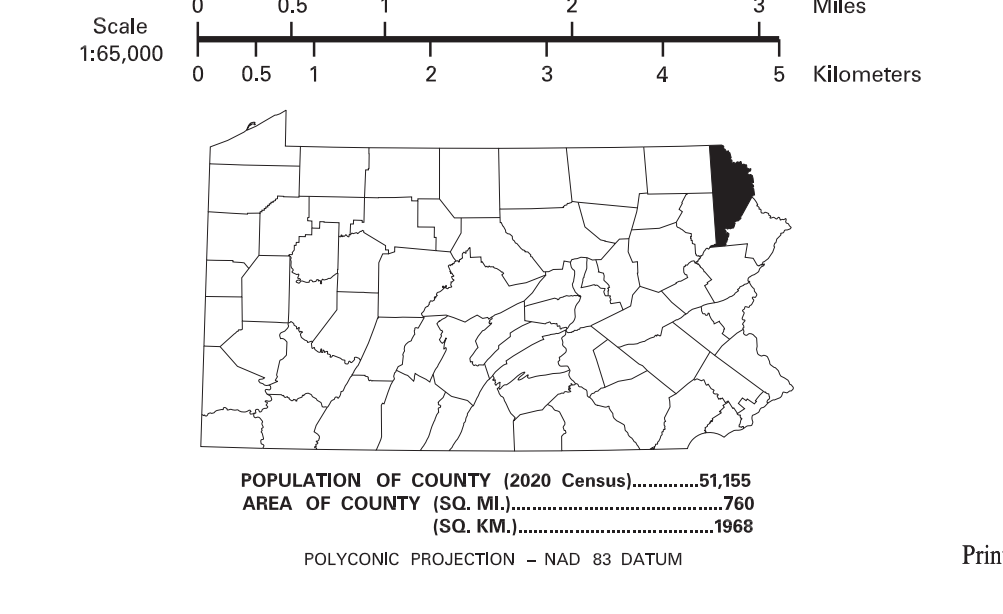 0 0.5 1 2 3 Miles
Scale
1:65,000
0 0.5 1 2 3 4 5 Kilometers
POPULATION OF COUNTY (2020 Census)............51,155
AREA OF COUNTY (SQ. MI.).......................................760
(SQ. KM.)....................................1968
POLYCONIC PROJECTION – NAD 83 DATUM